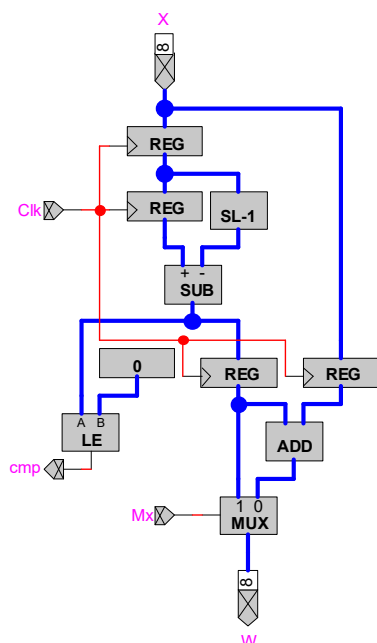 X
8
REG
REG
SL-1
Clk
+ -
SUB
0
REG
REG
A B
LE
ADD
cmp
1 0
MUX
Mx
8
W